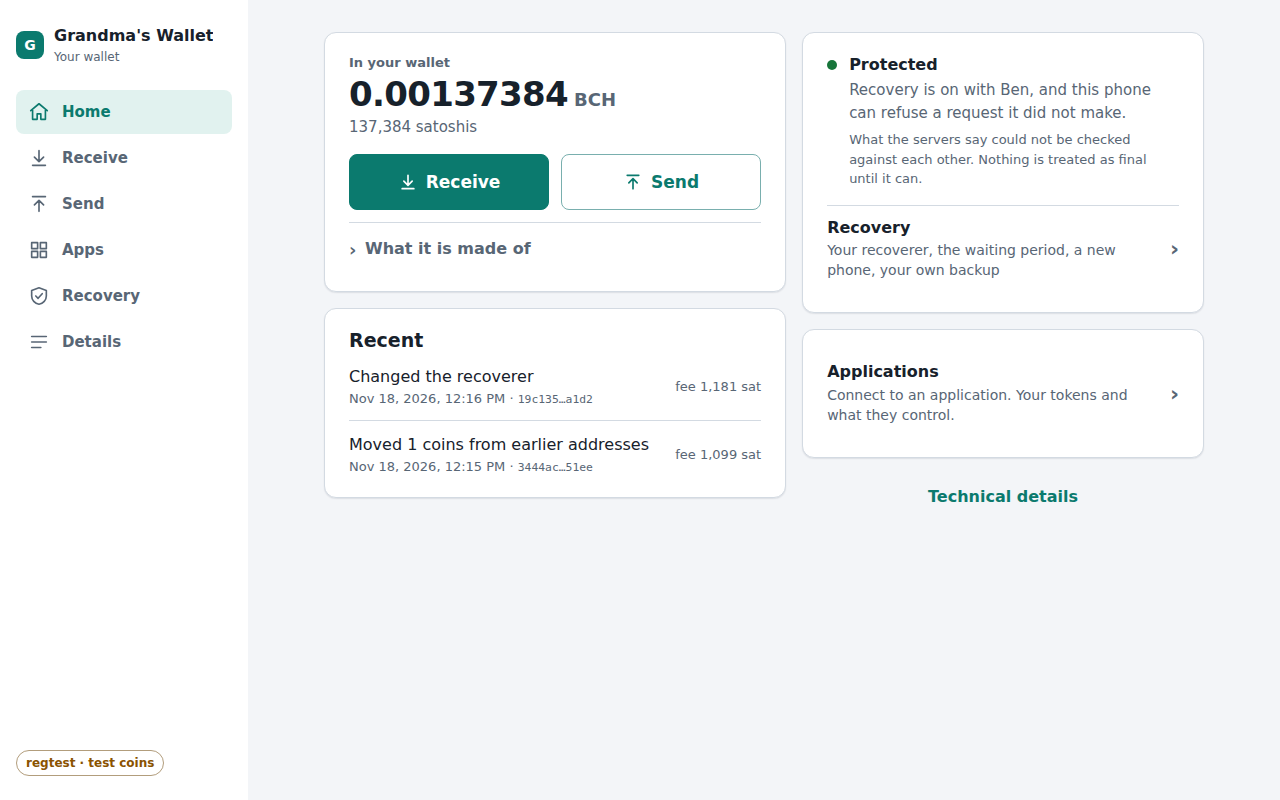 G
Grandma's Wallet
Your wallet
Home
Receive
Send
Apps
Recovery
Details
regtest · test coins
In your wallet
0.00137384 BCH
137,384 satoshis
Receive
Send
› What it is made of
Recent
Changed the recoverer
Nov 18, 2026, 12:16 PM · 19c135…a1d2
fee 1,181 sat
Moved 1 coins from earlier addresses
Nov 18, 2026, 12:15 PM · 3444ac…51ee
fee 1,099 sat
Protected
Recovery is on with Ben, and this phone
can refuse a request it did not make.
What the servers say could not be checked
against each other. Nothing is treated as final
until it can.
Recovery
Your recoverer, the waiting period, a new
phone, your own backup
›
Applications
Connect to an application. Your tokens and
what they control.
›
Technical details